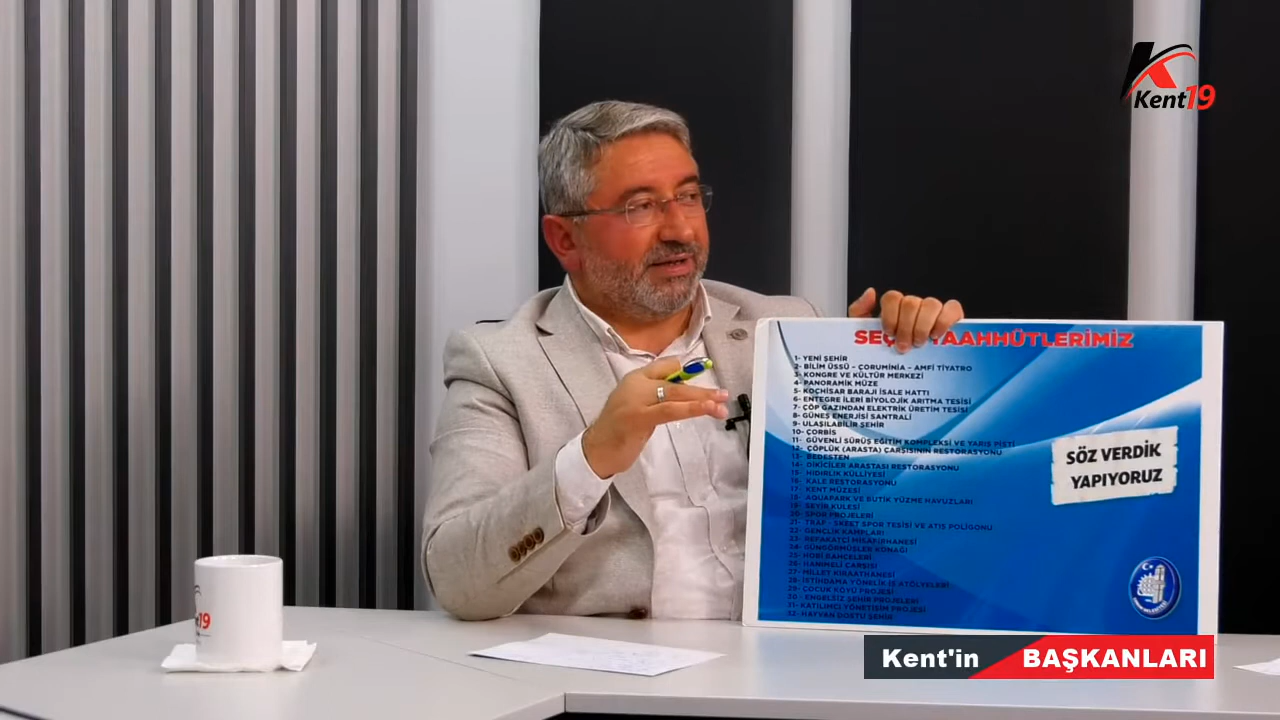 Kent19
SEÇ TAAHHÜTLERİMİZ
1- YENİ ŞEHİR
2- BİLİM ÜSSÜ - ÇORUMİNİA - AMFİ TİYATRO
3- KONGRE VE KÜLTÜR MERKEZİ
4- PANORAMİK MÜZE
5- KOÇHİSAR BARAJI İSALE HATTI
6- ENTEGRE İLERİ BİYOLOJİK ARITMA TESİSİ
7- ÇÖP GAZINDAN ELEKTRİK ÜRETİM TESİSİ
8- GÜNEŞ ENERJİSİ SANTRALİ
9- ULAŞILABİLİR ŞEHİR
10- ÇORBİS
11- GÜVENLİ SÜRÜŞ EĞİTİM KOMPLEKSİ VE YARIŞ PİSTİ
12- ÇÖPLÜK (ARASTA) ÇARŞISININ RESTORASYONU
13- BEDESTEN
14- DİKİCİLER ARASTASI RESTORASYONU
15- HIDIRLIK KÜLLİYESİ
16- KALE RESTORASYONU
17- KENT MÜZESİ
18- AQUAPARK VE BUTİK YÜZME HAVUZLARI
19- SEYİR KULESİ
20- SPOR PROJELERİ
21- TRAP - SKEET SPOR TESİSİ VE ATIŞ POLİGONU
22- GENÇLİK KAMPLARI
23- REFAKATÇİ MİSAFİRHANESİ
24- GÜNGÖRMÜŞLER KONAĞI
25- HOBİ BAHÇELERİ
26- HANIMELİ ÇARŞISI
27- MİLLET KIRAATHANESİ
28- İSTİHDAMA YÖNELİK İŞ ATÖLYELERİ
29- ÇOCUK KÖYÜ PROJESİ
30- ENGELSİZ ŞEHİR PROJELERİ
31- KATILIMCI YÖNETİŞİM PROJESİ
32- HAYVAN DOSTU ŞEHİR
SÖZ VERDİK
YAPIYORUZ
19
Kent'in BAŞKANLARI